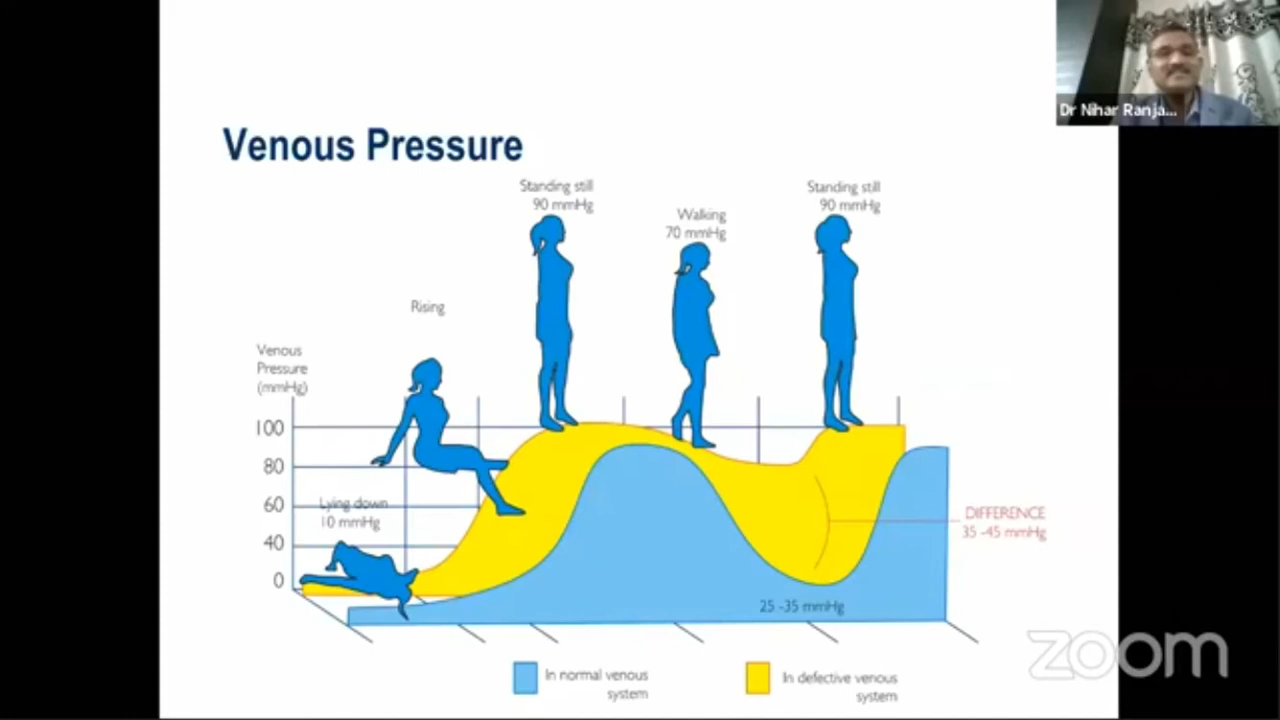 Dr Nihar Ranja...
Venous Pressure
Standing still
90 mmHg
Walking
70 mmHg
Standing still
90 mmHg
Rising
Venous
Pressure
(mmHg)
100
80
60
40
0
Lying down
10 mmHg
DIFFERENCE
35 -45 mmHg
25 -35 mmHg
In normal venous
system
In defective venous
system
zoom